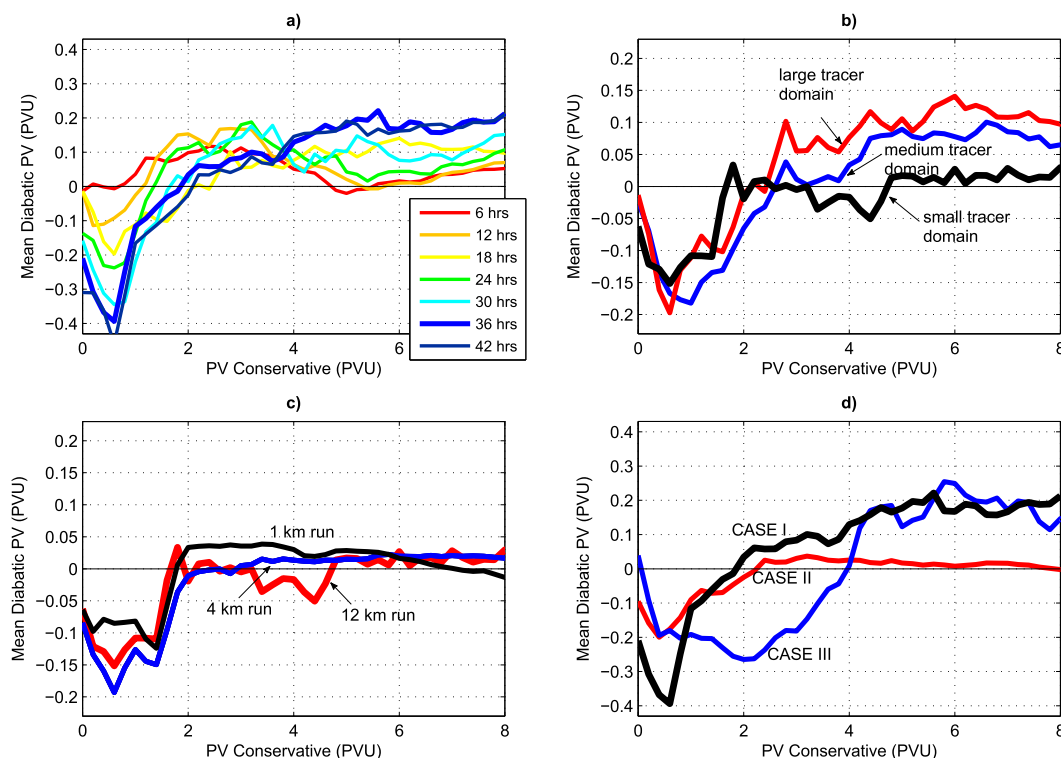 a)
0.4
0.3
0.2
0.1
0
−0.1
−0.2
−0.3
−0.4
Mean Diabatic PV (PVU)
0
2
4
6
PV Conservative (PVU)
6 hrs
12 hrs
18 hrs
24 hrs
30 hrs
36 hrs
42 hrs
b)
0.2
0.15
0.1
0.05
0
−0.05
−0.1
−0.15
−0.2
Mean Diabatic PV (PVU)
large tracer
domain
medium tracer
domain
small tracer
domain
0
2
4
6
8
PV Conservative (PVU)
c)
0.2
0.15
0.1
0.05
0
−0.05
−0.1
−0.15
−0.2
Mean Diabatic PV (PVU)
1 km run
4 km run
12 km run
0
2
4
6
8
PV Conservative (PVU)
d)
0.4
0.3
0.2
0.1
0
−0.1
−0.2
−0.3
−0.4
Mean Diabatic PV (PVU)
CASE I
CASE II
CASE III
0
2
4
6
8
PV Conservative (PVU)